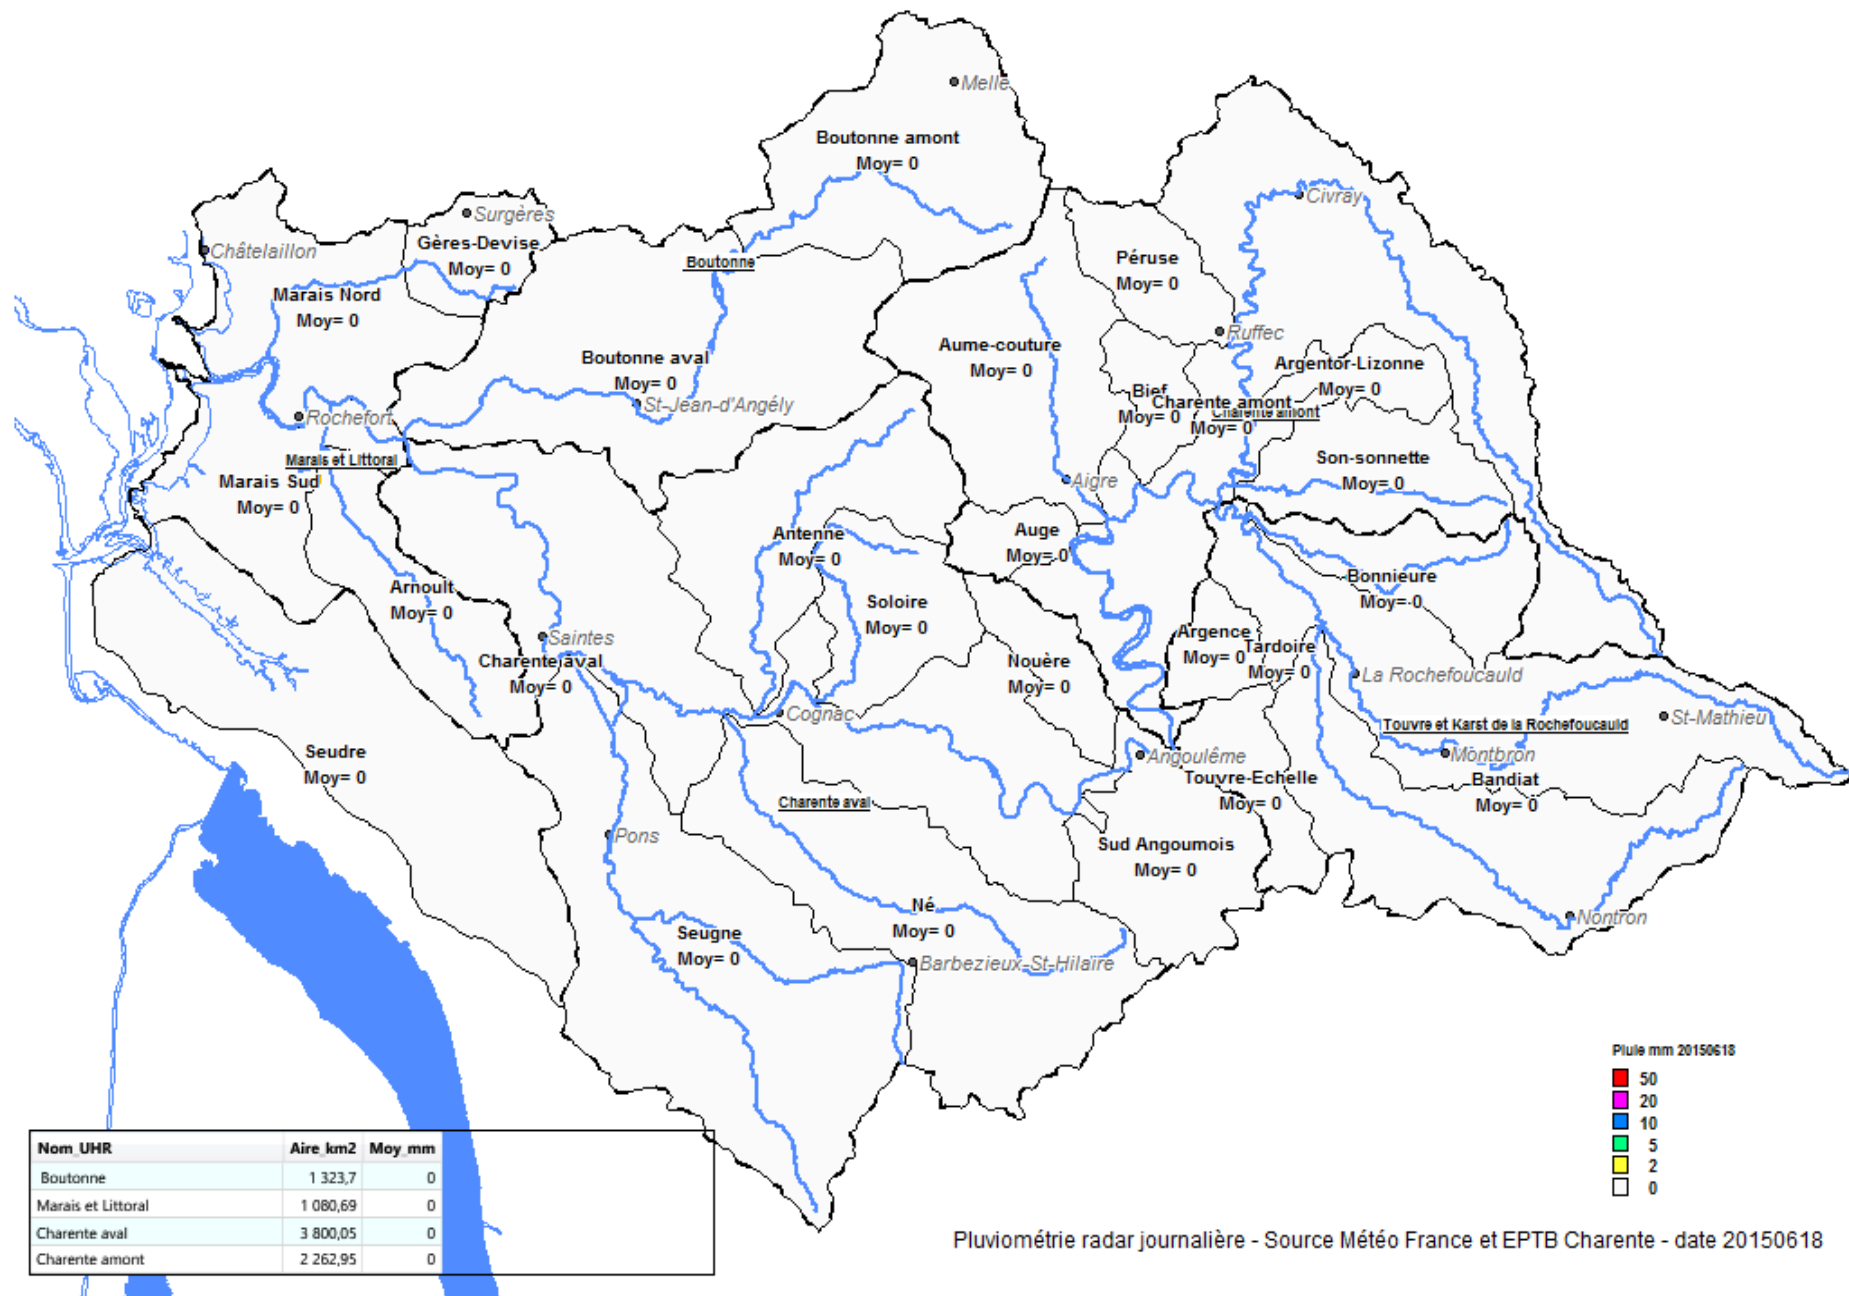 Melle
Boutonne amont
Moy= 0
Civray
Surgères
Châtelaillon
Gères-Devise
Moy= 0
Boutonne
Péruse
Moy= 0
Marais Nord
Moy= 0
Ruffec
Aume-couture
Moy= 0
Boutonne aval
Moy= 0
Argentor-Lizonne
Moy= 0
Bief
Moy= 0
Charente amont
Moy= 0
Charente amont
St-Jean-d'Angély
Rochefort
Marais et Littoral
Marais Sud
Moy= 0
Son-sonnette
Moy= 0
Aigre
Antenne
Moy= 0
Auge
Moy= 0
Bonnieure
Moy= 0
Arnoult
Moy= 0
Soloire
Moy= 0
Saintes
Charente aval
Moy= 0
Nouère
Moy= 0
Argence
Moy= 0
Tardoire
Moy= 0
La Rochefoucauld
Cognac
Touvre et Karst de la Rochefoucauld
St-Mathieu
Seudre
Moy= 0
Angoulême
Montbron
Touvre-Echelle
Moy= 0
Bandiat
Moy= 0
Charente aval
Pons
Sud Angoumois
Moy= 0
Né
Moy= 0
Nontron
Seugne
Moy= 0
Barbezieux-St-Hilaire
Pluie mm 20150618
50
20
10
5
2
0
Nom_UHR Aire_km2 Moy_mm
Boutonne 1 323,7 0
Marais et Littoral 1 080,69 0
Charente aval 3 800,05 0
Charente amont 2 262,95 0
Pluviométrie radar journalière - Source Météo France et EPTB Charente - date 20150618